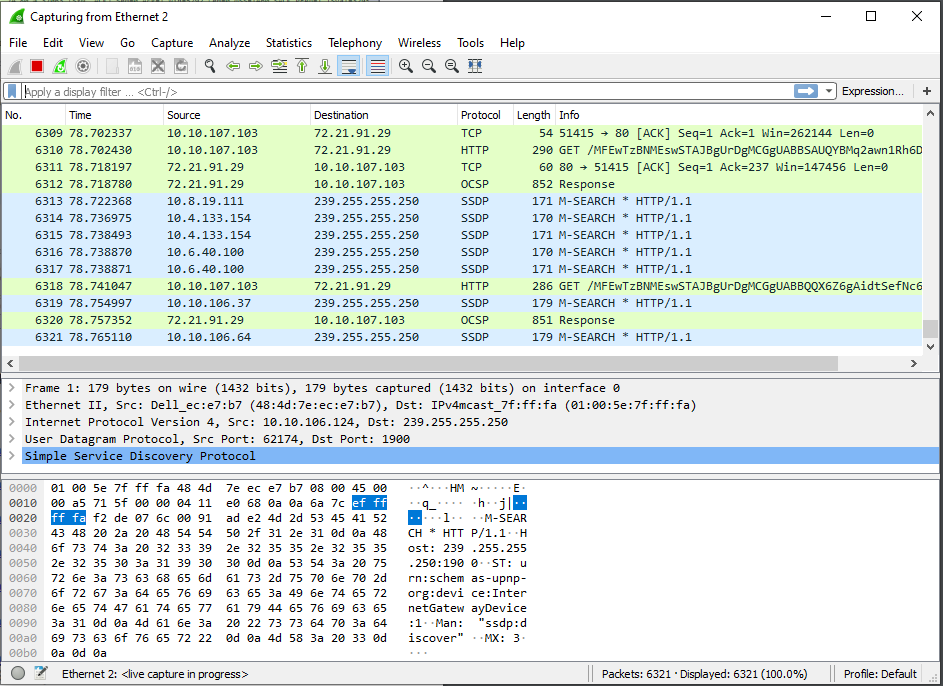 Capturing from Ethernet 2
File Edit View Go Capture Analyze Statistics Telephony Wireless Tools Help
Apply a display filter ... <Ctrl-/> Expression... +
No. Time Source Destination Protocol Length Info
6309 78.702337 10.10.107.103 72.21.91.29 TCP 54 51415 → 80 [ACK] Seq=1 Ack=1 Win=262144 Len=0
6310 78.702430 10.10.107.103 72.21.91.29 HTTP 290 GET /MFEwTzBNMEswSTAJBgUrDgMCGgUABBSAUQYBMq2awn1Rh6D
6311 78.718197 72.21.91.29 10.10.107.103 TCP 60 80 → 51415 [ACK] Seq=1 Ack=237 Win=147456 Len=0
6312 78.718780 72.21.91.29 10.10.107.103 OCSP 852 Response
6313 78.722368 10.8.19.111 239.255.255.250 SSDP 171 M-SEARCH * HTTP/1.1
6314 78.736975 10.4.133.154 239.255.255.250 SSDP 170 M-SEARCH * HTTP/1.1
6315 78.738493 10.4.133.154 239.255.255.250 SSDP 171 M-SEARCH * HTTP/1.1
6316 78.738870 10.6.40.100 239.255.255.250 SSDP 170 M-SEARCH * HTTP/1.1
6317 78.738871 10.6.40.100 239.255.255.250 SSDP 171 M-SEARCH * HTTP/1.1
6318 78.741047 10.10.107.103 72.21.91.29 HTTP 286 GET /MFEwTzBNMEswSTAJBgUrDgMCGgUABBQQX6Z6gAidtSefNc6
6319 78.754997 10.10.106.37 239.255.255.250 SSDP 179 M-SEARCH * HTTP/1.1
6320 78.757352 72.21.91.29 10.10.107.103 OCSP 851 Response
6321 78.765110 10.10.106.64 239.255.255.250 SSDP 179 M-SEARCH * HTTP/1.1
Frame 1: 179 bytes on wire (1432 bits), 179 bytes captured (1432 bits) on interface 0
Ethernet II, Src: Dell_ec:e7:b7 (48:4d:7e:ec:e7:b7), Dst: IPv4mcast_7f:ff:fa (01:00:5e:7f:ff:fa)
Internet Protocol Version 4, Src: 10.10.106.124, Dst: 239.255.255.250
User Datagram Protocol, Src Port: 62174, Dst Port: 1900
Simple Service Discovery Protocol
0000 01 00 5e 7f ff fa 48 4d 7e ec e7 b7 08 00 45 00 ··^···HM ~·····E·
0010 00 a5 71 5f 00 00 04 11 e0 68 0a 0a 6a 7c ef ff ··q_···· ·h··j|··
0020 ff fa f2 de 07 6c 00 91 ad e2 4d 2d 53 45 41 52 ·····l·· ··M-SEAR
0030 43 48 20 2a 20 48 54 54 50 2f 31 2e 31 0d 0a 48 CH * HTT P/1.1··H
0040 6f 73 74 3a 20 32 33 39 2e 32 35 35 2e 32 35 35 ost: 239 .255.255
0050 2e 32 35 30 3a 31 39 30 30 0d 0a 53 54 3a 20 75 .250:190 0··ST: u
0060 72 6e 3a 73 63 68 65 6d 61 73 2d 75 70 6e 70 2d rn:schem as-upnp-
0070 6f 72 67 3a 64 65 76 69 63 65 3a 49 6e 74 65 72 org:devi ce:Inter
0080 6e 65 74 47 61 74 65 77 61 79 44 65 76 69 63 65 netGatew ayDevice
0090 3a 31 0d 0a 4d 61 6e 3a 20 22 73 73 64 70 3a 64 :1··Man: "ssdp:d
00a0 69 73 63 6f 76 65 72 22 0d 0a 4d 58 3a 20 33 0d iscover" ··MX: 3·
00b0 0a 0d 0a ···
Ethernet 2: <live capture in progress> Packets: 6321 · Displayed: 6321 (100.0%) Profile: Default